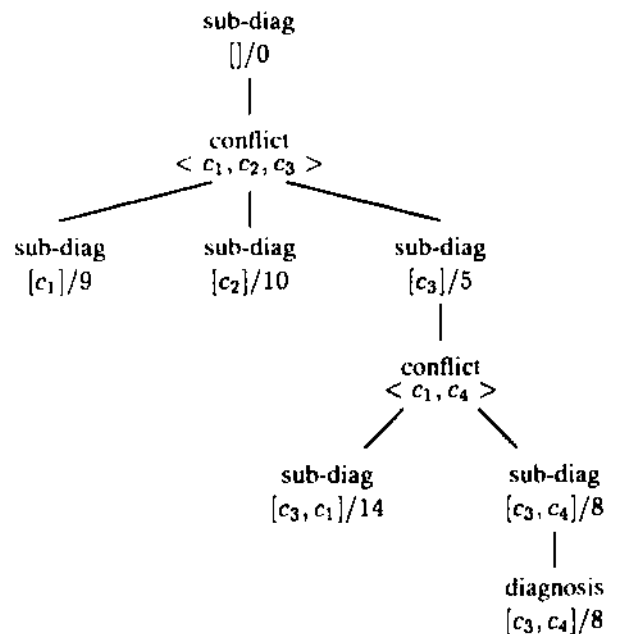 sub-diag
[]/0
conflict
< c₁, c₂, c₃ >
sub-diag sub-diag sub-diag
[c₁]/9 [c₂]/10 [c₃]/5
conflict
< c₁, c₄ >
sub-diag sub-diag
[c₃, c₁]/14 [c₃, c₄]/8
diagnosis
[c₃, c₄]/8